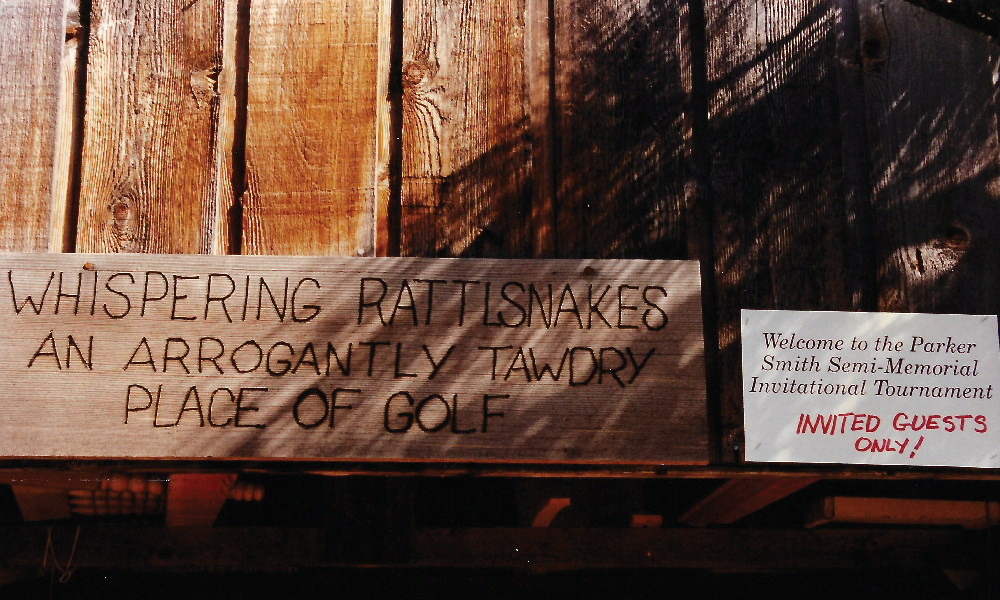 WHISPERING RATTLSNAKES
AN ARROGANTLY TAWDRY
PLACE OF GOLF
Welcome to the Parker
Smith Semi-Memorial
Invitational Tournament
INVITED GUESTS
ONLY!